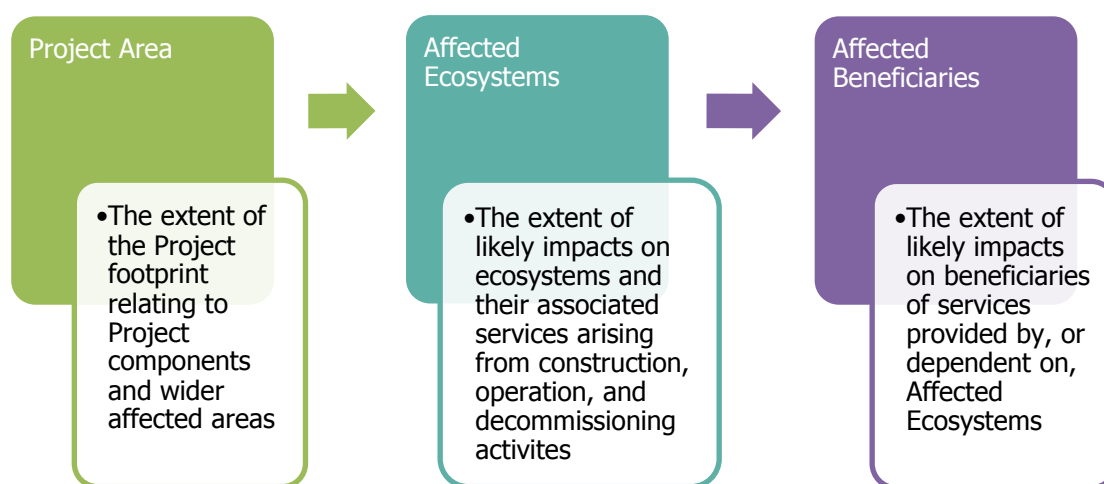 Project Area
•The extent of
the Project
footprint
relating to
Project
components
and wider
affected areas
Affected
Ecosystems
•The extent of
likely impacts on
ecosystems and
their associated
services arising
from construction,
operation, and
decommissioning
activites
Affected
Beneficiaries
•The extent of
likely impacts
on beneficiaries
of services
provided by, or
dependent on,
Affected
Ecosystems